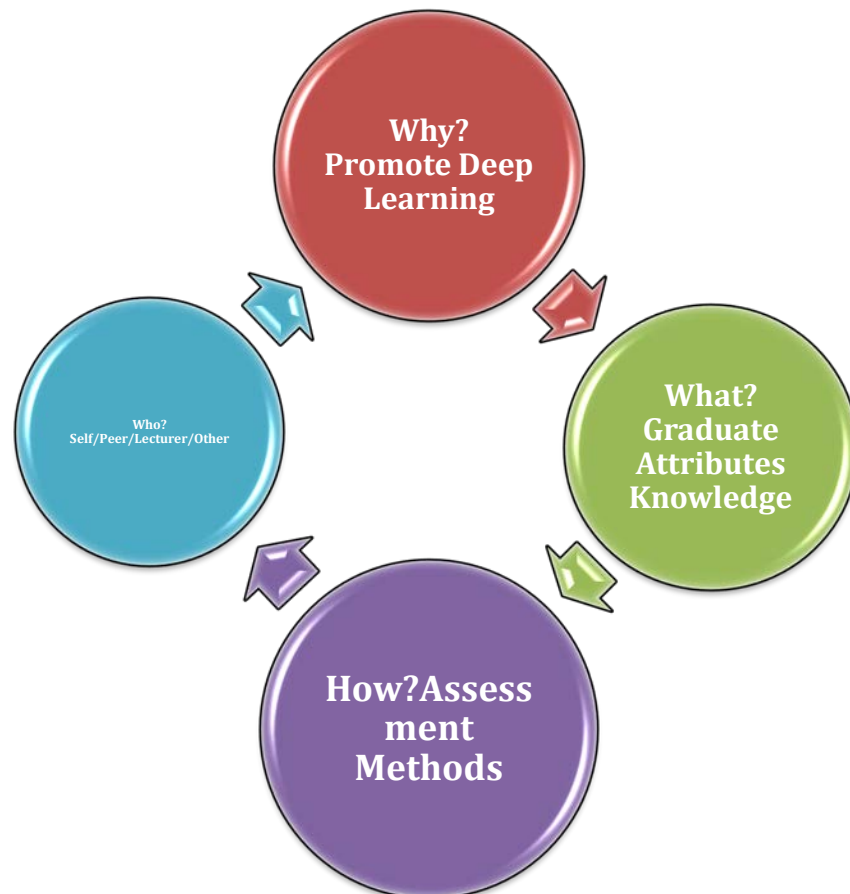 Why?
Promote Deep
Learning
What?
Graduate
Attributes
Knowledge
How?Assess
ment
Methods
Who?
Self/Peer/Lecturer/Other